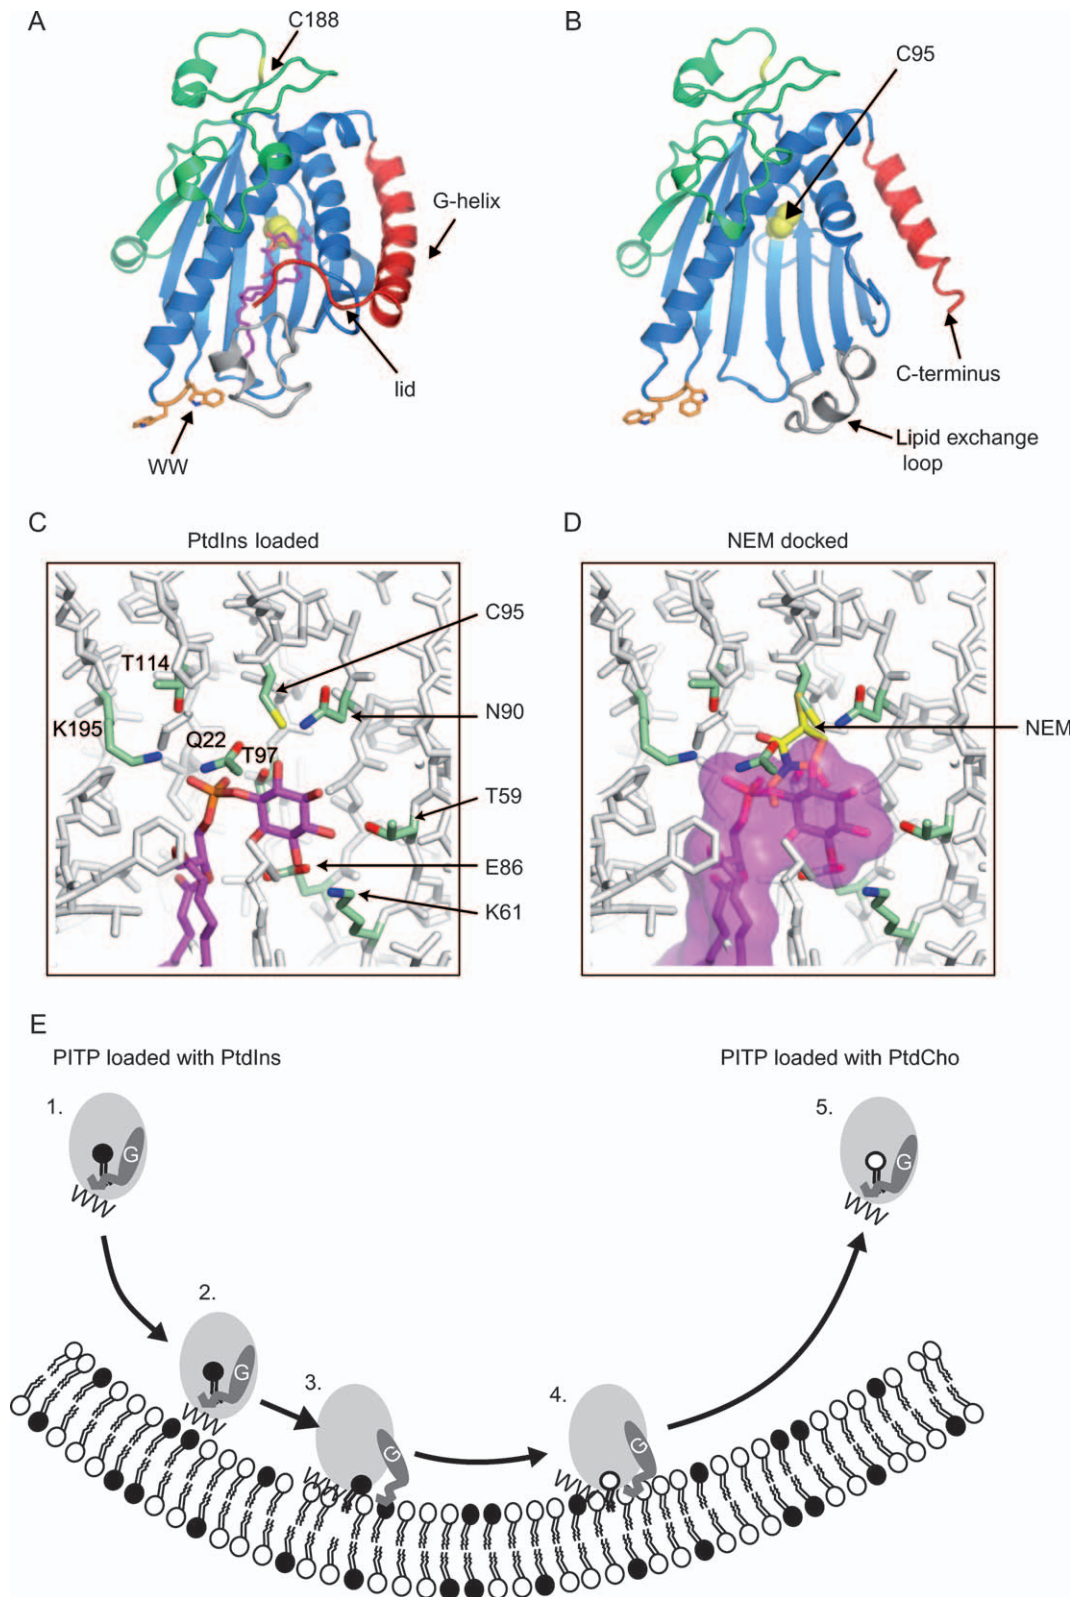 A
C188
G-helix
lid
WW
B
C95
C-terminus
Lipid exchange
loop
C
PtdIns loaded
T114
K195
Q22
T97
C95
N90
T59
E86
K61
D
NEM docked
NEM
E
PITP loaded with PtdIns
PITP loaded with PtdCho
1.
G
WW
2.
G
WW
3.
G
WW
4.
G
WW
5.
G
WW